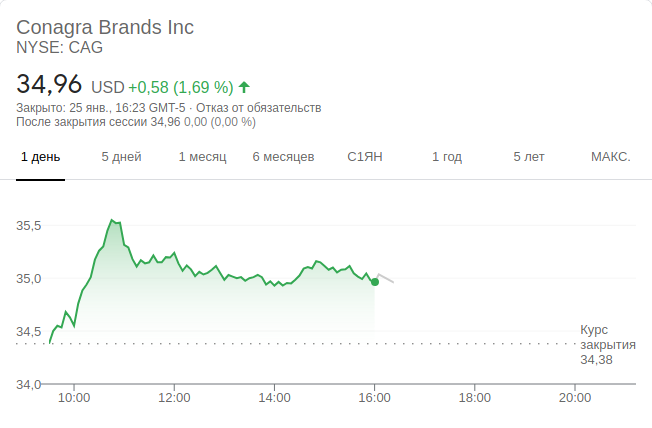 Conagra Brands Inc
NYSE: CAG
34,96 USD +0,58 (1,69 %)
Закрыто: 25 янв., 16:23 GMT-5 · Отказ от обязательств
После закрытия сессии 34,96 0,00 (0,00 %)
1 день 5 дней 1 месяц 6 месяцев С1ЯН 1 год 5 лет МАКС.
35,5
35,0
34,5
Курс
закрытия
34,38
34,0
10:00 12:00 14:00 16:00 18:00 20:00